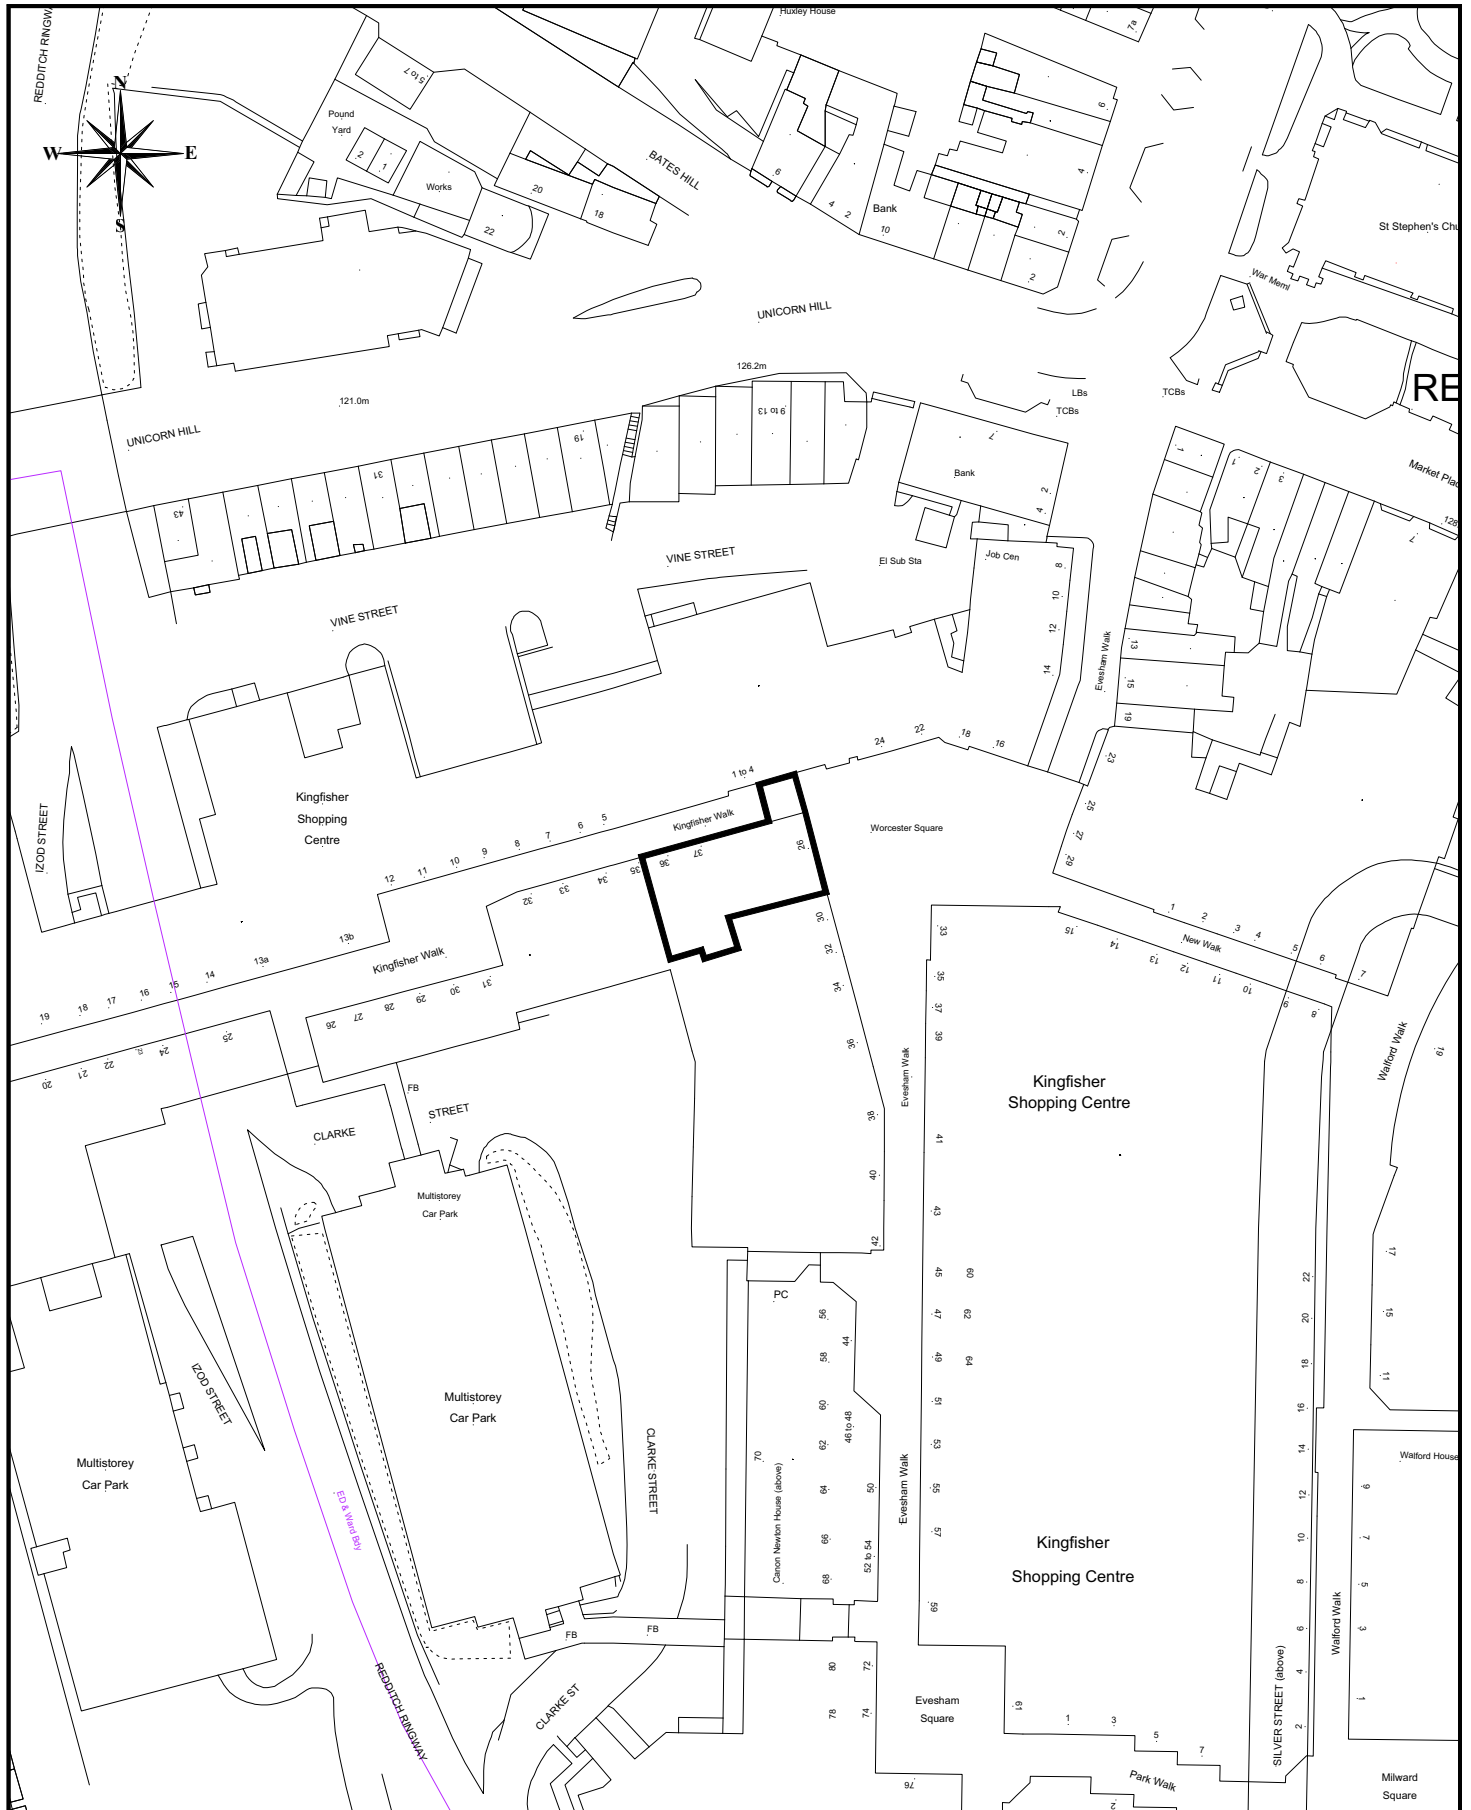 REDDITCH RINGWA
Huxley House
7a
5 to 7
N
W
E
S
Pound
Yard
2
1
Works
22
20
18
BATES HILL
6
4
2
Bank
10
6
4
2
2
St Stephen's Chu
War Meml
UNICORN HILL
126.2m
121.0m
UNICORN HILL
LBs
TCBs
TCBs
RE
9 to 13
19
31
43
7
Bank
2
4
1
1
2
3
Market Plac
128
7
VINE STREET
El Sub Sta
Job Cen
8
10
12
14
VINE STREET
Evesham Walk
13
15
19
23
25
27
29
24
22
18
16
1 to 4
Kingfisher
Shopping
Centre
IZOD STREET
Kingfisher Walk
12
11
10
9
8
7
6
5
32
33
34
35
36
37
26
Worcester Square
30
32
34
36
38
40
42
33
35
37
39
41
43
45
47
49
51
53
55
57
59
60
62
64
1
2
3
4
5
6
7
New Walk
15
14
13
12
11
10
9
8
13b
13a
Kingfisher Walk
19
18
17
16
15
14
20
21
22
23
24
25
26
27
28
29
30
31
Evesham Walk
Kingfisher
Shopping Centre
Walford Walk
19
FB
STREET
CLARKE
Multistorey
Car Park
PC
56
58
60
62
64
66
68
44
46 to 48
50
52 to 54
70
Canon Newton House (above)
17
15
11
22
20
18
16
14
12
10
8
6
4
2
IZOD STREET
Multistorey
Car Park
CLARKE STREET
Multistorey
Car Park
ED & Ward Bdy
Evesham Walk
Walford House
9
7
5
3
1
Kingfisher
Shopping Centre
Walford Walk
FB
FB
REDDITCH RINGWAY
CLARKE ST
80
72
78
74
Evesham
Square
61
1
3
5
7
SILVER STREET (above)
76
Park Walk
2
Milward
Square